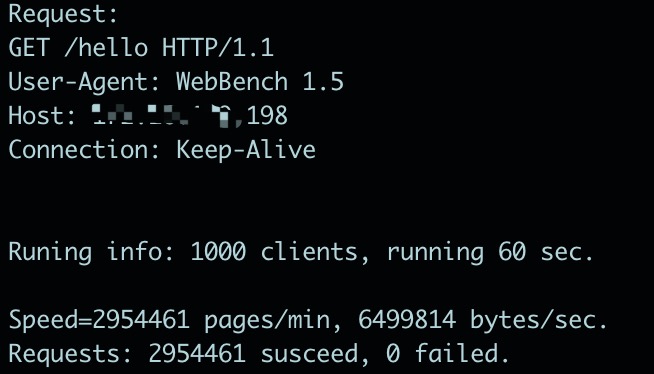 Request:
GET /hello HTTP/1.1
User-Agent: WebBench 1.5
Host: 198
Connection: Keep-Alive
Runing info: 1000 clients, running 60 sec.
Speed=2954461 pages/min, 6499814 bytes/sec.
Requests: 2954461 susceed, 0 failed.